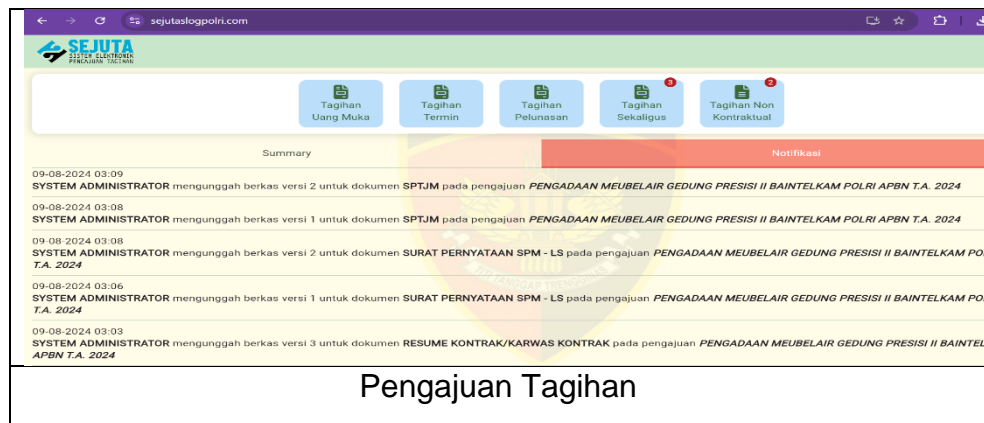 sejutaslogpolri.com
SEJUTA
SISTEM ELEKTRONIK
PENGAJUAN TAGIHAN
Tagihan
Uang Muka
Tagihan
Termin
Tagihan
Pelunasan
3
Tagihan
Sekaligus
2
Tagihan Non
Kontraktual
Summary
Notifikasi
09-08-2024 03:09
SYSTEM ADMINISTRATOR mengunggah berkas versi 2 untuk dokumen SPTJM pada pengajuan PENGADAAN MEUBELAIR GEDUNG PRESISI II BAINTELKAM POLRI APBN T.A. 2024
09-08-2024 03:08
SYSTEM ADMINISTRATOR mengunggah berkas versi 1 untuk dokumen SPTJM pada pengajuan PENGADAAN MEUBELAIR GEDUNG PRESISI II BAINTELKAM POLRI APBN T.A. 2024
09-08-2024 03:08
SYSTEM ADMINISTRATOR mengunggah berkas versi 2 untuk dokumen SURAT PERNYATAAN SPM - LS pada pengajuan PENGADAAN MEUBELAIR GEDUNG PRESISI II BAINTELKAM PO
T.A. 2024
09-08-2024 03:06
SYSTEM ADMINISTRATOR mengunggah berkas versi 1 untuk dokumen SURAT PERNYATAAN SPM - LS pada pengajuan PENGADAAN MEUBELAIR GEDUNG PRESISI II BAINTELKAM PO
T.A. 2024
09-08-2024 03:03
SYSTEM ADMINISTRATOR mengunggah berkas versi 3 untuk dokumen RESUME KONTRAK/KARWAS KONTRAK pada pengajuan PENGADAAN MEUBELAIR GEDUNG PRESISI II BAINTEL
APBN T.A. 2024
Pengajuan Tagihan